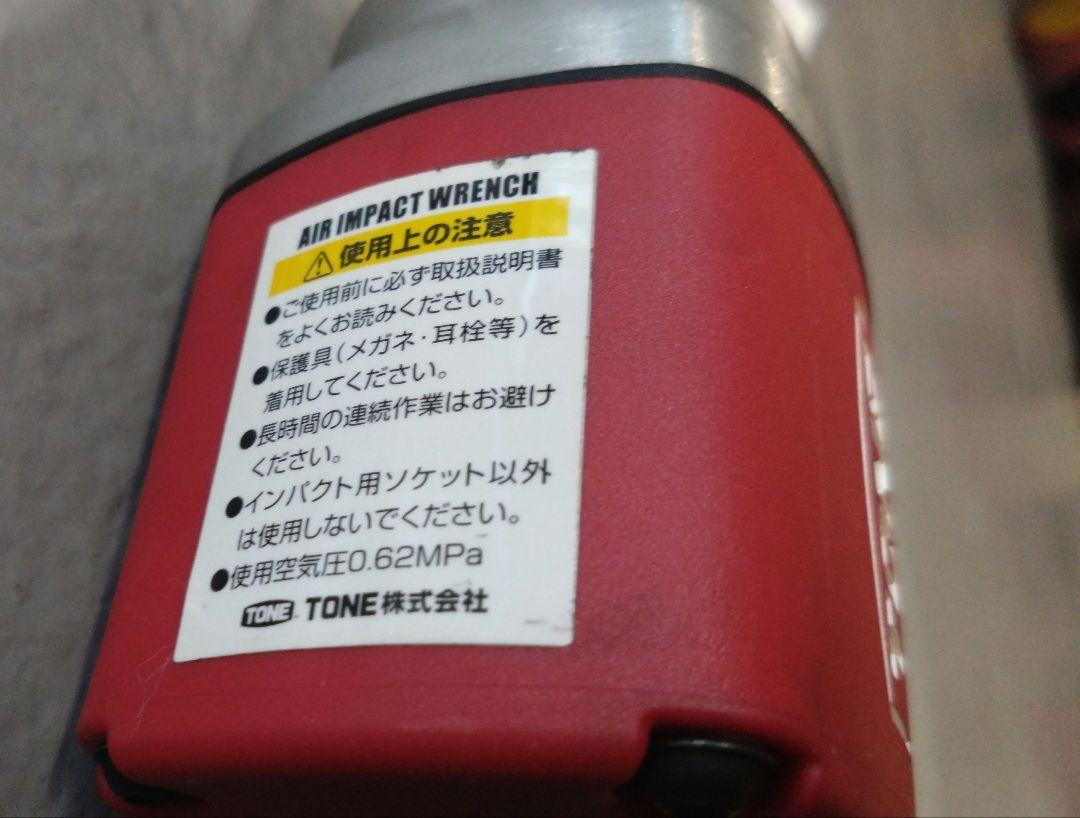 AIR IMPACT WRENCH
使用上の注意
●ご使用前に必ず取扱説明書
をよくお読みください。
●保護具(メガネ・耳栓等)を
着用してください。
●長時間の連続作業はお避け
ください。
●インパクト用ソケット以外
は使用しないでください。
●使用空気圧0.62MPa
TONE TONE株式会社